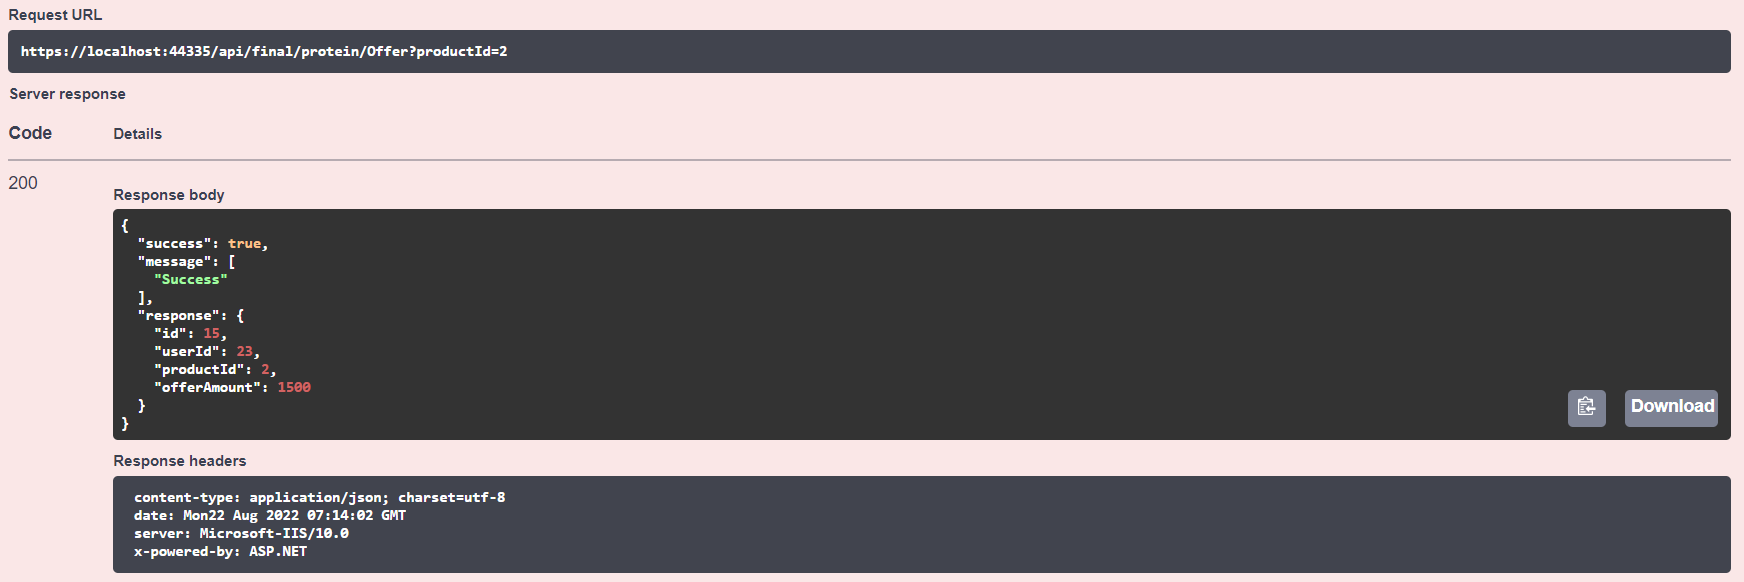 Request URL
https://localhost:44335/api/final/protein/Offer?productId=2
Server response
Code Details
200
Response body
{
  "success": true,
  "message": [
    "Success"
  ],
  "response": {
    "id": 15,
    "userId": 23,
    "productId": 2,
    "offerAmount": 1500
  }
}
Download
Response headers
content-type: application/json; charset=utf-8
date: Mon22 Aug 2022 07:14:02 GMT
server: Microsoft-IIS/10.0
x-powered-by: ASP.NET